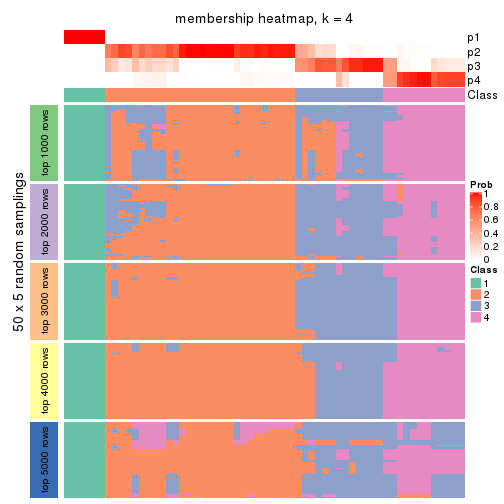 membership heatmap, k = 4
p1
p2
p3
p4
Class
50 x 5 random samplings
top 1000 rows
top 2000 rows
top 3000 rows
top 4000 rows
top 5000 rows
Prob
1
0.8
0.6
0.4
0.2
0
Class
1
2
3
4